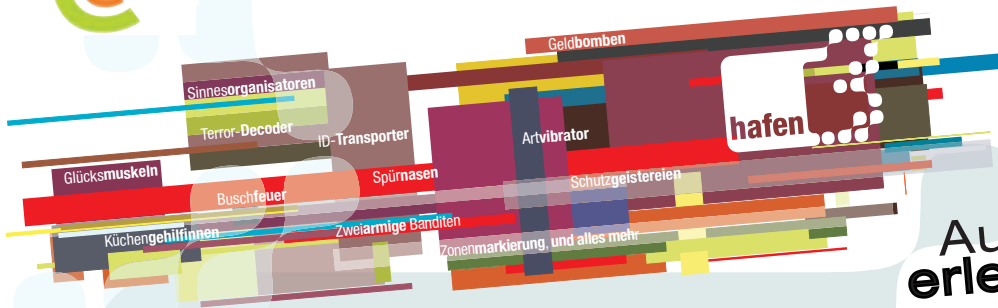 Geldbomben
Sinnesorganisatoren
Terror-Decoder
ID-Transporter
Artvibrator
hafen
Glücksmuskeln
Spürnasen
Schutzgeistereien
Buschfeuer
Küchengehilfinnen
Zweiarmige Banditen
Zonenmarkierung, und alles mehr
Au
erle